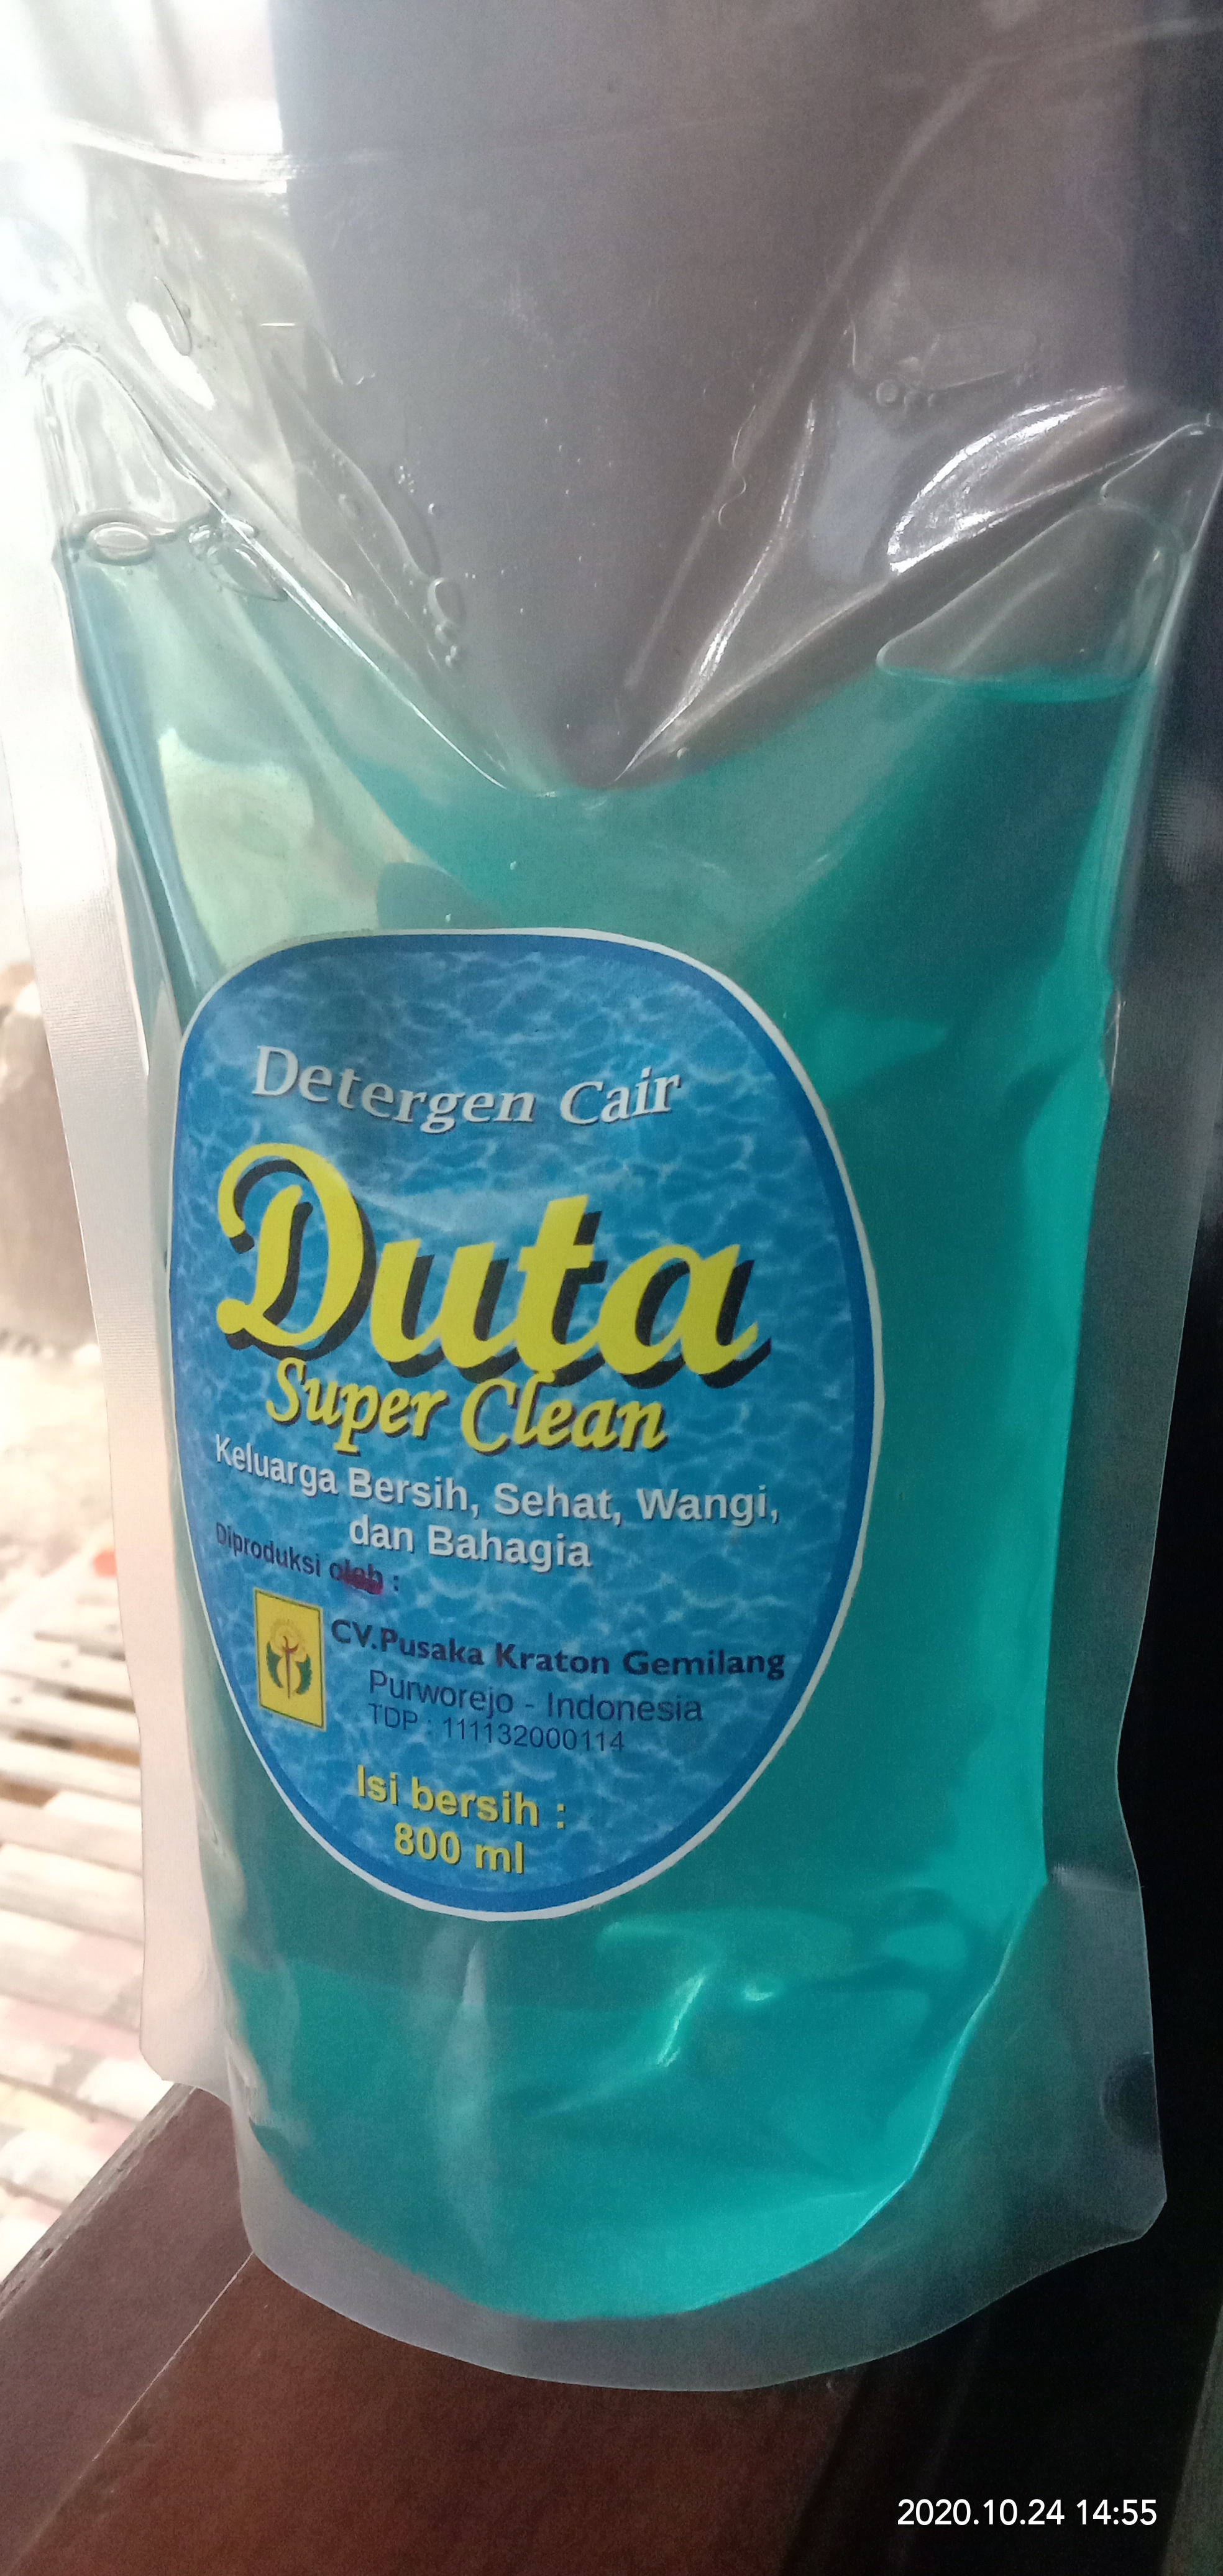 Detergen Cair
Duta
Super Clean
Keluarga Bersih, Sehat, Wangi,
dan Bahagia
Diproduksi oleh :
CV.Pusaka Kraton Gemilang
Purworejo - Indonesia
TDP : 111132000114
Isi bersih :
800 ml
2020.10.24 14:55